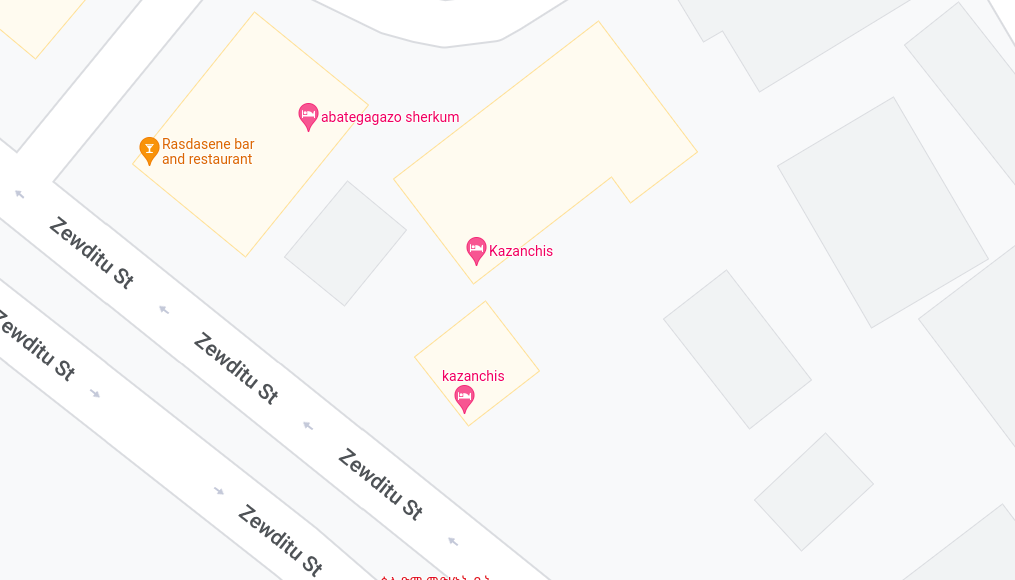 abategagazo sherkum
Rasdasene bar
and restaurant
Zewditu St
Kazanchis
Zewditu St
Zewditu St
kazanchis
Zewditu St
Zewditu St